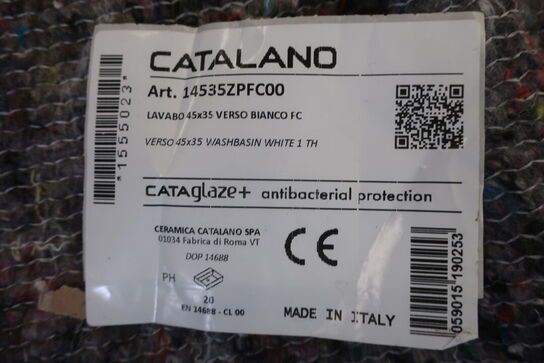 CATALANO
Art. 14535ZPFC00
LAVABO 45x35 VERSO BIANCO FC
VERSO 45x35 WASHBASIN WHITE 1 TH
*1555023*
CATAglaze+ antibacterial protection
CERAMICA CATALANO SPA
01034 Fabrica di Roma VT
DOP 14688
CE
PH
20
EN 14688 - CL 00
MADE IN ITALY
059015190253